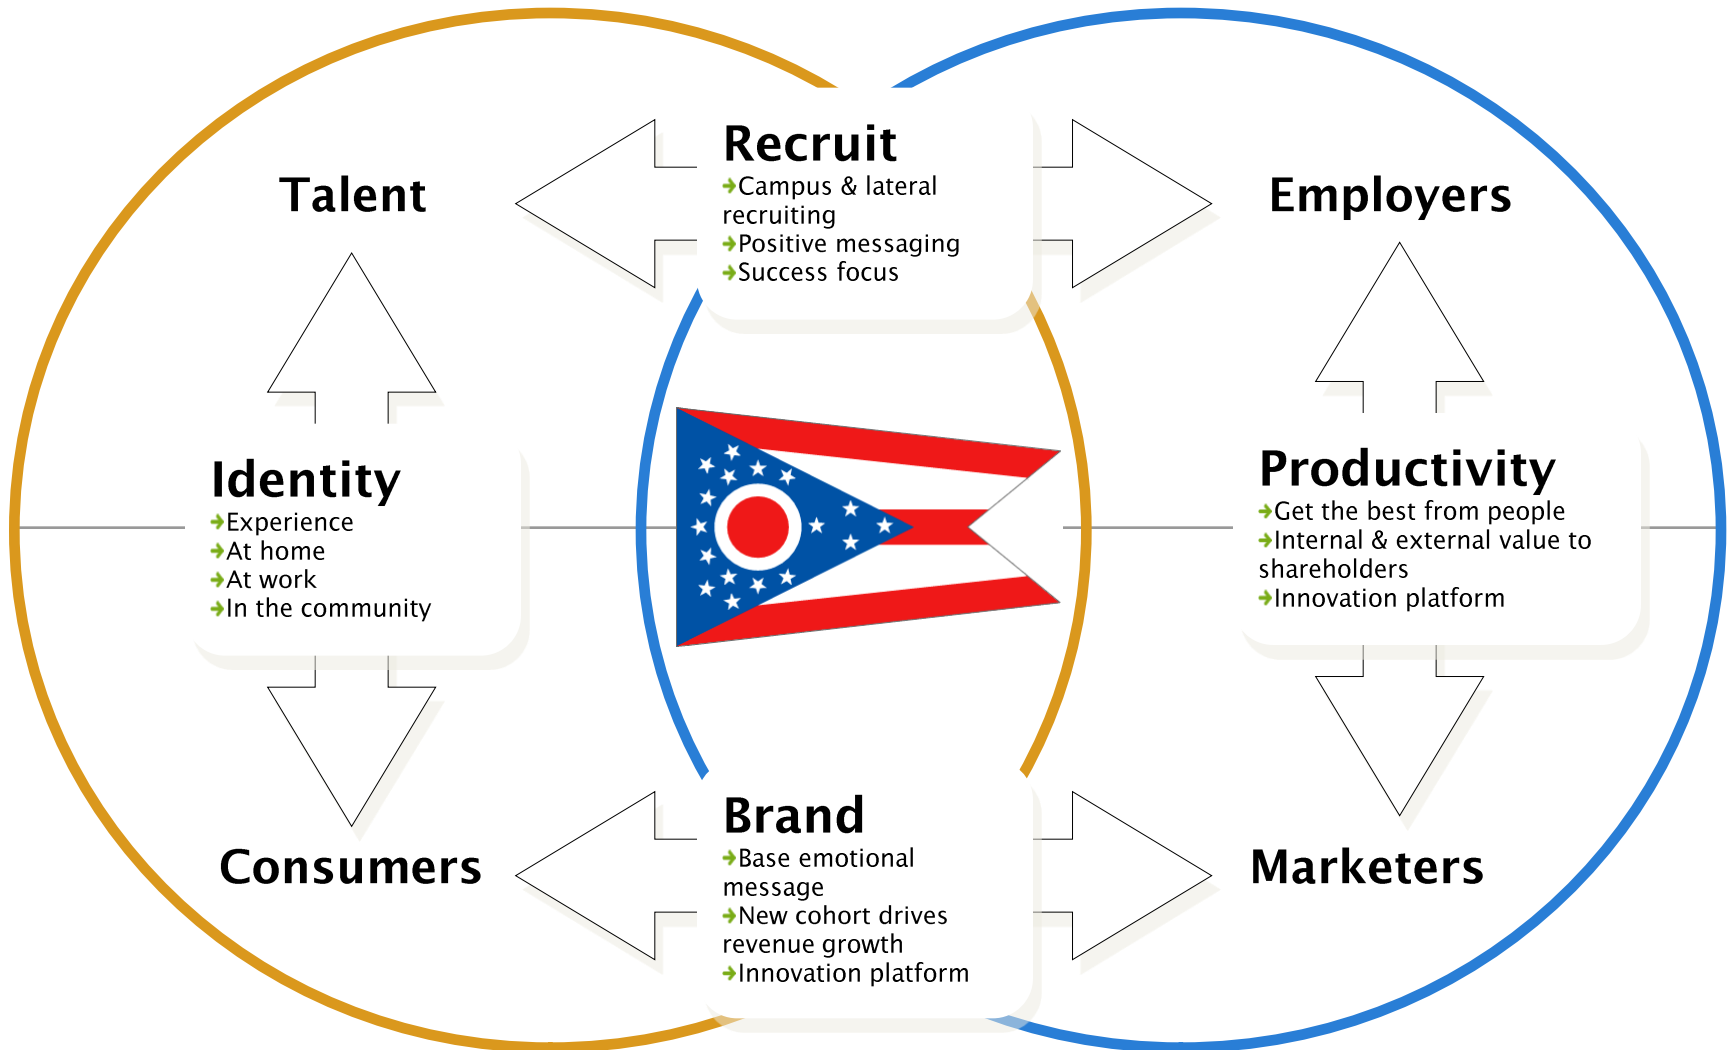 Recruit
Campus & lateral
recruiting
Positive messaging
Success focus
Talent
Employers
Identity
Experience
At home
At work
In the community
Productivity
Get the best from people
Internal & external value to
shareholders
Innovation platform
Brand
Base emotional
message
New cohort drives
revenue growth
Innovation platform
Consumers
Marketers